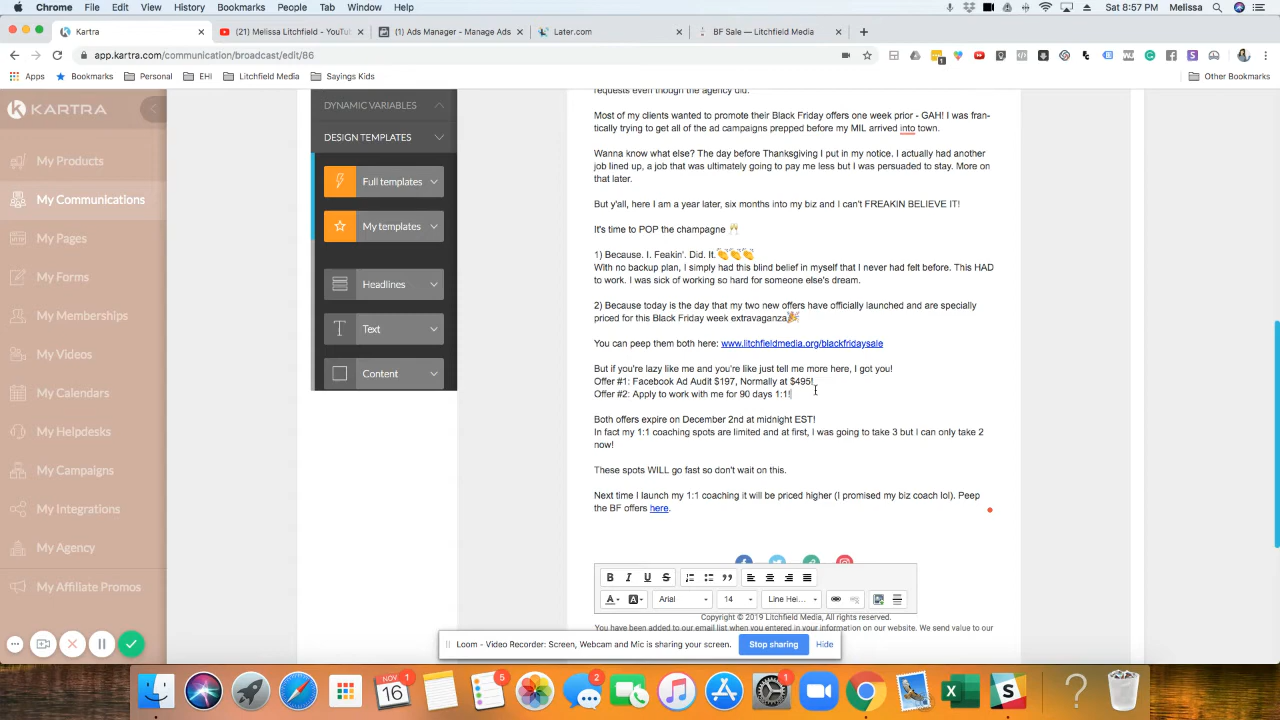 Chrome File Edit View History Bookmarks People Tab Window Help Sat 8:57 PM Melissa
Kartra (21) Melissa Litchfield - YouTu (1) Ads Manager - Manage Ads Later.com BF Sale — Litchfield Media
app.kartra.com/communication/broadcast/edit/86
Apps Bookmarks Personal EHI Litchfield Media Sayings Kids Other Bookmarks
KARTRA
My Products
My Communications
My Pages
My Forms
My Memberships
My Videos
My Calendars
My Helpdesks
My Campaigns
My Integrations
My Agency
My Affiliate Promos
DYNAMIC VARIABLES
DESIGN TEMPLATES
Full templates
My templates
Headlines
Text
Content
requests even though the agency did.
Most of my clients wanted to promote their Black Friday offers one week prior - GAH! I was fran-
tically trying to get all of the ad campaigns prepped before my MIL arrived into town.
Wanna know what else? The day before Thanksgiving I put in my notice. I actually had another
job lined up, a job that was ultimately going to pay me less but I was persuaded to stay. More on
that later.
But y'all, here I am a year later, six months into my biz and I can't FREAKIN BELIEVE IT!
It's time to POP the champagne 🥂
1) Because. I. Feakin'. Did. It.👏👏👏
With no backup plan, I simply had this blind belief in myself that I never had felt before. This HAD
to work. I was sick of working so hard for someone else's dream.
2) Because today is the day that my two new offers have officially launched and are specially
priced for this Black Friday week extravaganza🎉
You can peep them both here: www.litchfieldmedia.org/blackfridaysale
But if you're lazy like me and you're like just tell me more here, I got you!
Offer #1: Facebook Ad Audit $197, Normally at $495!
Offer #2: Apply to work with me for 90 days 1:1!
Both offers expire on December 2nd at midnight EST!
In fact my 1:1 coaching spots are limited and at first, I was going to take 3 but I can only take 2
now!
These spots WILL go fast so don't wait on this.
Next time I launch my 1:1 coaching it will be priced higher (I promised my biz coach lol). Peep
the BF offers here.
B I U S
A A Arial 14 Line Hei...
Copyright © 2019 Litchfield Media, All rights reserved.
You have been added to our email list when you entered in your information on our website. We send value to our
Loom - Video Recorder: Screen, Webcam and Mic is sharing your screen. Stop sharing Hide
NOV 16 1 5 2 1